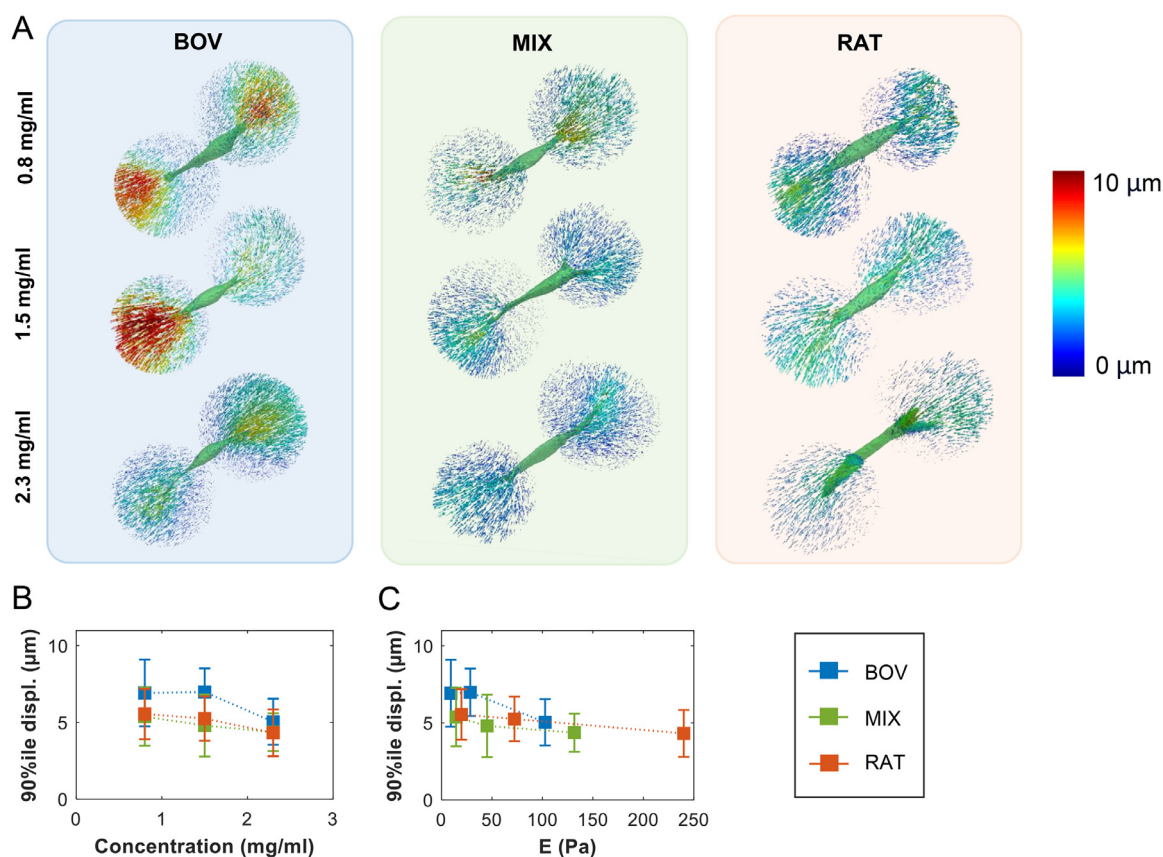 A
BOV
MIX
RAT
0.8 mg/ml
1.5 mg/ml
2.3 mg/ml
10 µm
0 µm
B
90%ile displ. (µm)
10
5
0
0
1
2
3
Concentration (mg/ml)
C
90%ile displ. (µm)
10
5
0
0
50
100
150
200
250
E (Pa)
BOV
MIX
RAT